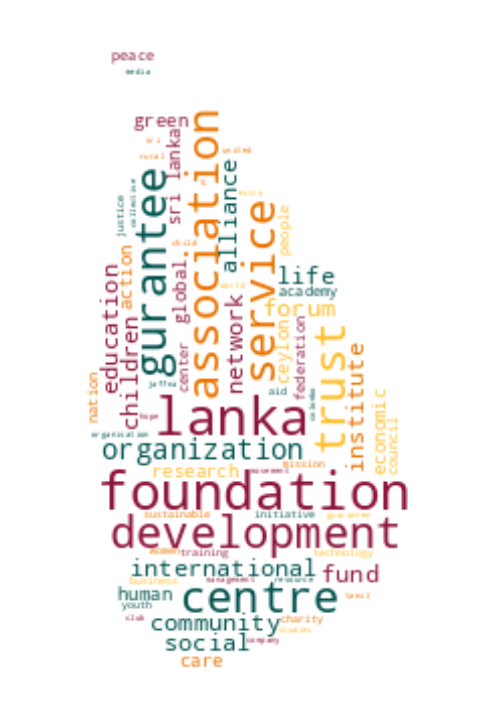 peace
media
green
sri
rural
united
sri lanka
association
gurantee
alliance
micro
justice
collective
service
people
child
action
global
world
life
academy
education
children
center
network
forum
ceylon
federation
trust
institute
nation
jaffna
aid
colombo
economic
council
hope
lanka
organisation
organization
research
mission
movement
foundation
sustainable
initiative
guarantee
development
women
training
technology
international
fund
business
management
resource
human
centre
tamil
youth
club
community
charity
studies
social
company
care